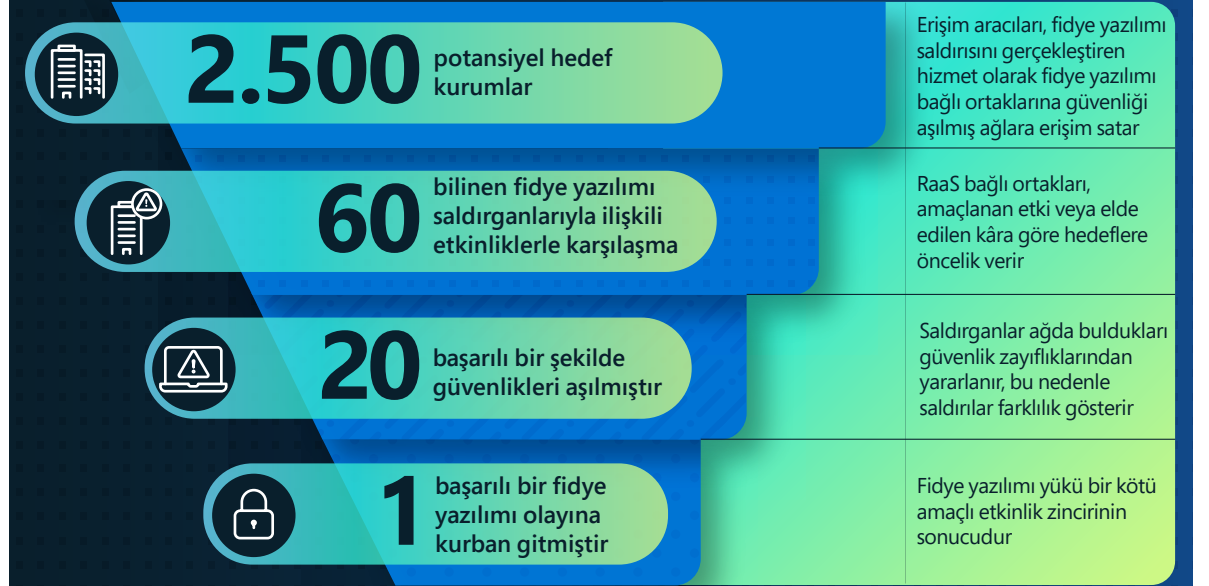 2.500
potansiyel hedef
kurumlar
Erişim aracıları, fidye yazılımı
saldırısını gerçekleştiren
hizmet olarak fidye yazılımı
bağlı ortaklarına güvenliği
aşılmış ağlara erişim satar
60
bilinen fidye yazılımı
saldırganlarıyla ilişkili
etkinliklerle karşılaşma
RaaS bağlı ortakları,
amaçlanan etki veya elde
edilen kâra göre hedeflere
öncelik verir
20
başarılı bir şekilde
güvenlikleri aşılmıştır
Saldırganlar ağda buldukları
güvenlik zayıflıklarından
yararlanır, bu nedenle
saldırılar farklılık gösterir
1
başarılı bir fidye
yazılımı olayına
kurban gitmiştir
Fidye yazılımı yükü bir kötü
amaçlı etkinlik zincirinin
sonucudur